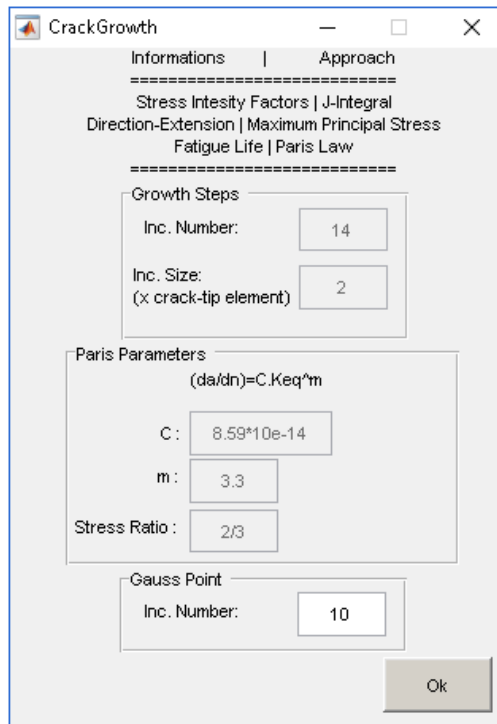 CrackGrowth
Informations | Approach
============================
Stress Intesity Factors | J-Integral
Direction-Extension | Maximum Principal Stress
Fatigue Life | Paris Law
============================
Growth Steps
Inc. Number: 14
Inc. Size:
(x crack-tip element) 2
Paris Parameters
(da/dn)=C.Keq^m
C : 8.59*10e-14
m : 3.3
Stress Ratio : 2/3
Gauss Point
Inc. Number: 10
Ok